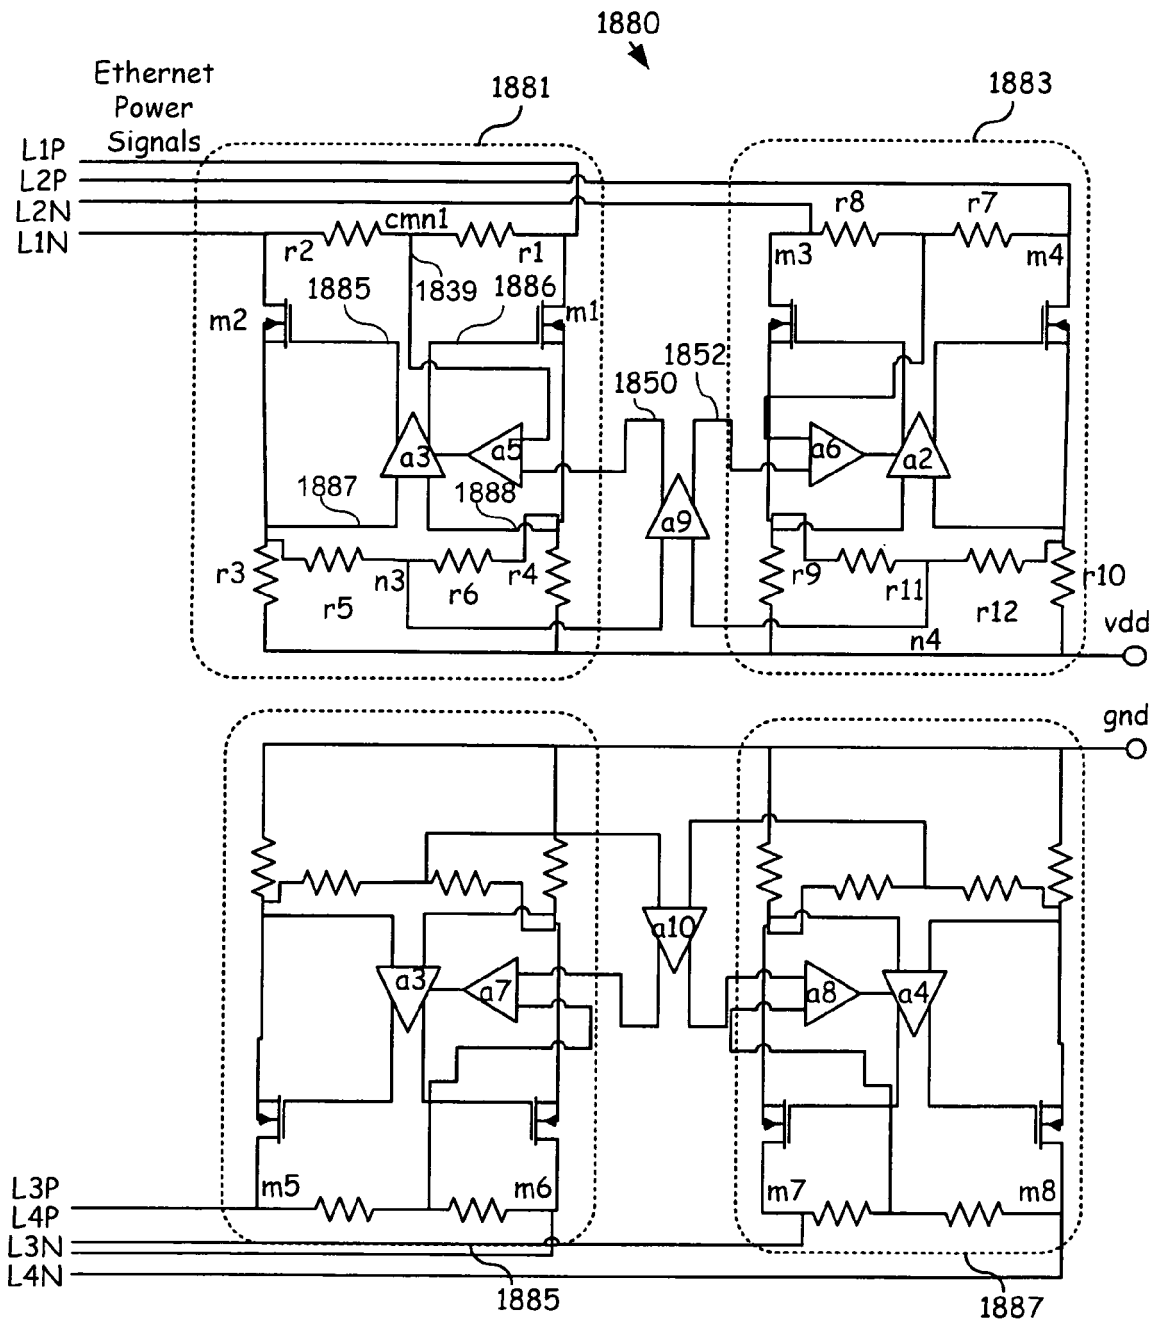 1880
Ethernet
Power
Signals
1881
1883
L1P
L2P
L2N
L1N
r2
cmn1
r1
r8
r7
m3
m4
1885
1839
1886
m2
m1
1850
1852
a3
a5
a6
a2
1887
1888
a9
r3
r5
n3
r6
r4
r9
r11
r12
r10
n4
vdd
gnd
a10
a3
a7
a8
a4
m5
m6
m7
m8
L3P
L4P
L3N
L4N
1885
1887